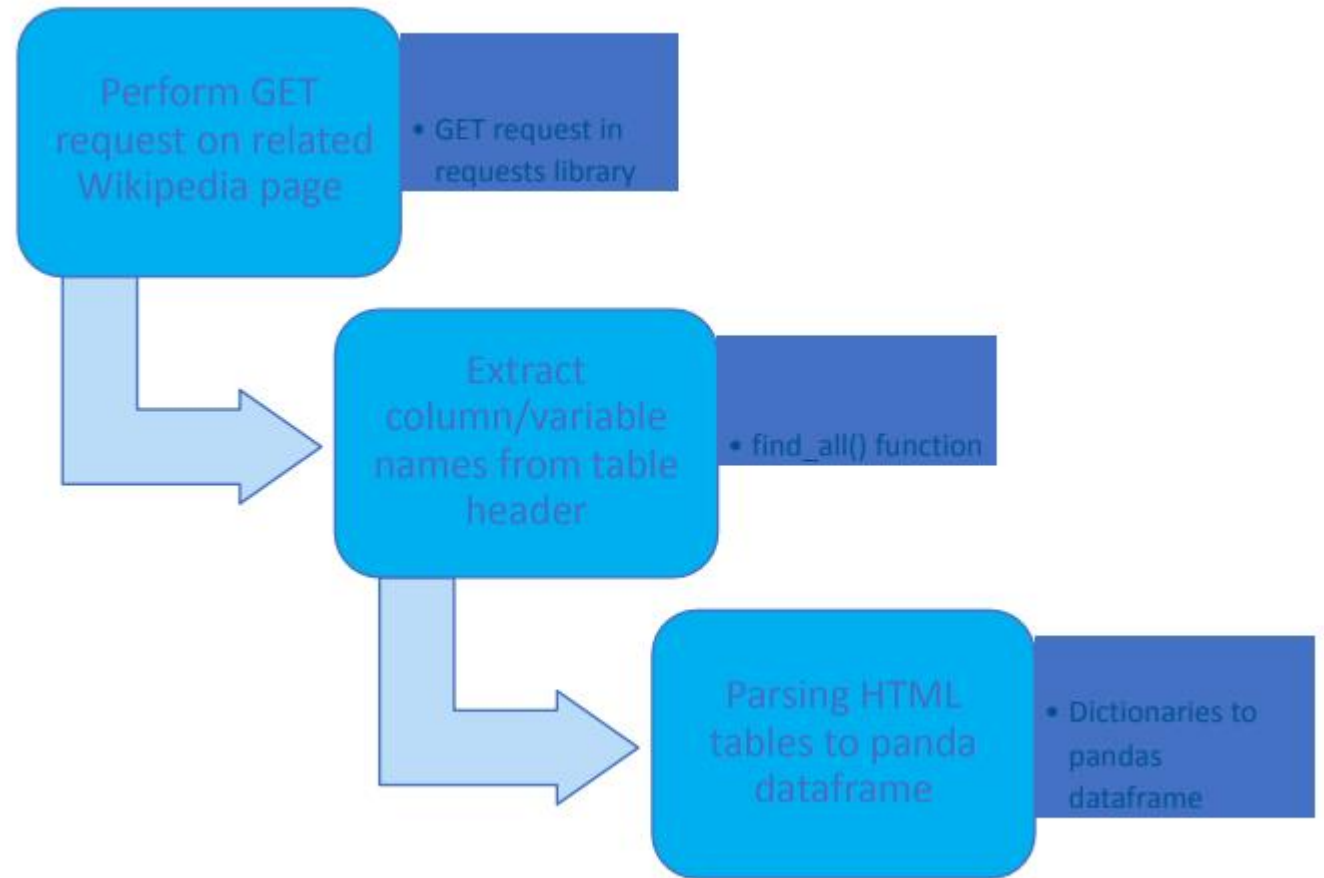 Perform GET
request on related
Wikipedia page
• GET request in
requests library
Extract
column/variable
names from table
header
• find_all() function
Parsing HTML
tables to panda
dataframe
• Dictionaries to
pandas
dataframe